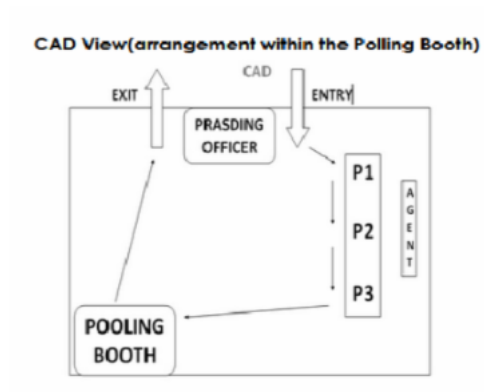 CAD View(arrangement within the Polling Booth)
CAD
EXIT
ENTRY
PRASDING
OFFICER
P1
P2
P3
A
G
E
N
T
POOLING
BOOTH